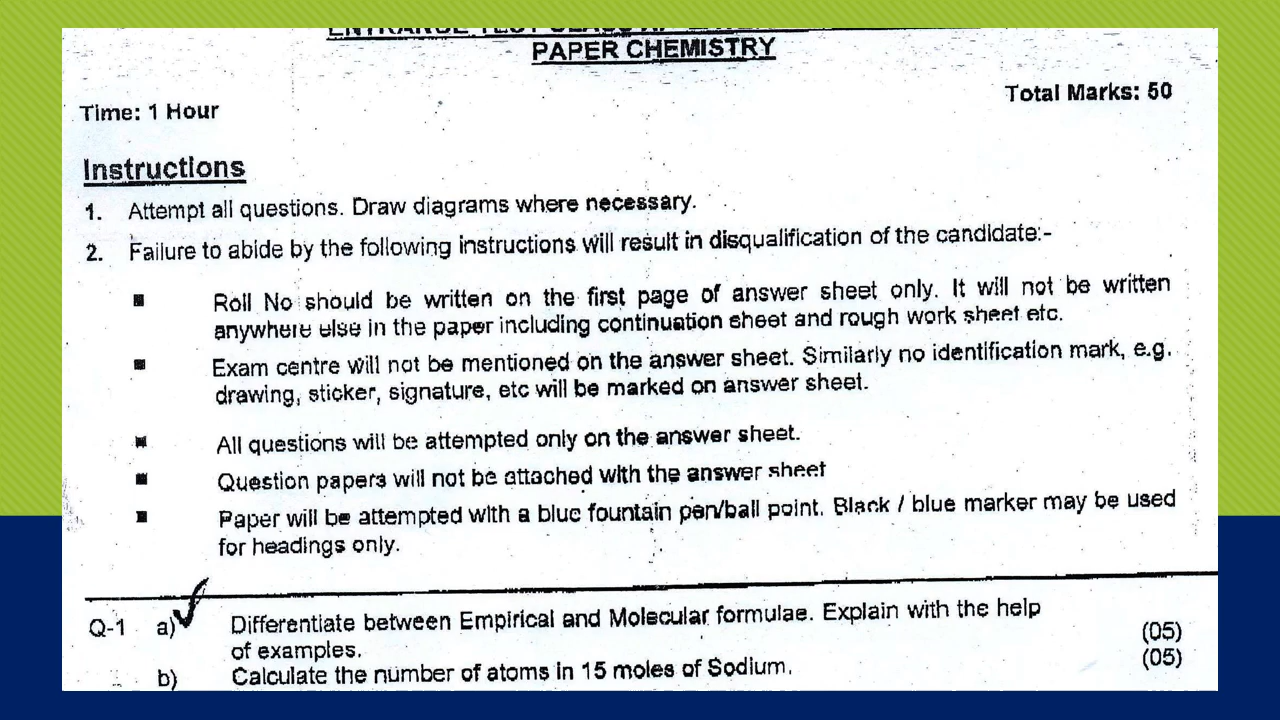 PAPER CHEMISTRY
Time: 1 Hour
Total Marks: 50
Instructions
1. Attempt all questions. Draw diagrams where necessary.
2. Failure to abide by the following instructions will result in disqualification of the candidate:-
■ Roll No should be written on the first page of answer sheet only. It will not be written
anywhere else in the paper including continuation sheet and rough work sheet etc.
■ Exam centre will not be mentioned on the answer sheet. Similarly no identification mark, e.g.
drawing, sticker, signature, etc will be marked on answer sheet.
■ All questions will be attempted only on the answer sheet.
■ Question papers will not be attached with the answer sheet
■ Paper will be attempted with a blue fountain pen/ball point. Black / blue marker may be used
for headings only.
Q-1 a) Differentiate between Empirical and Molecular formulae. Explain with the help
of examples. (05)
b) Calculate the number of atoms in 15 moles of Sodium. (05)